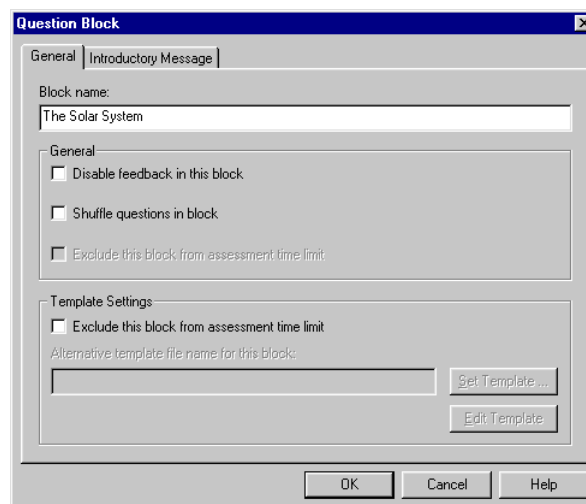 Question Block
General Introductory Message
Block name:
The Solar System
General
Disable feedback in this block
Shuffle questions in block
Exclude this block from assessment time limit
Template Settings
Exclude this block from assessment time limit
Alternative template file name for this block:
Set Template ...
Edit Template
OK Cancel Help